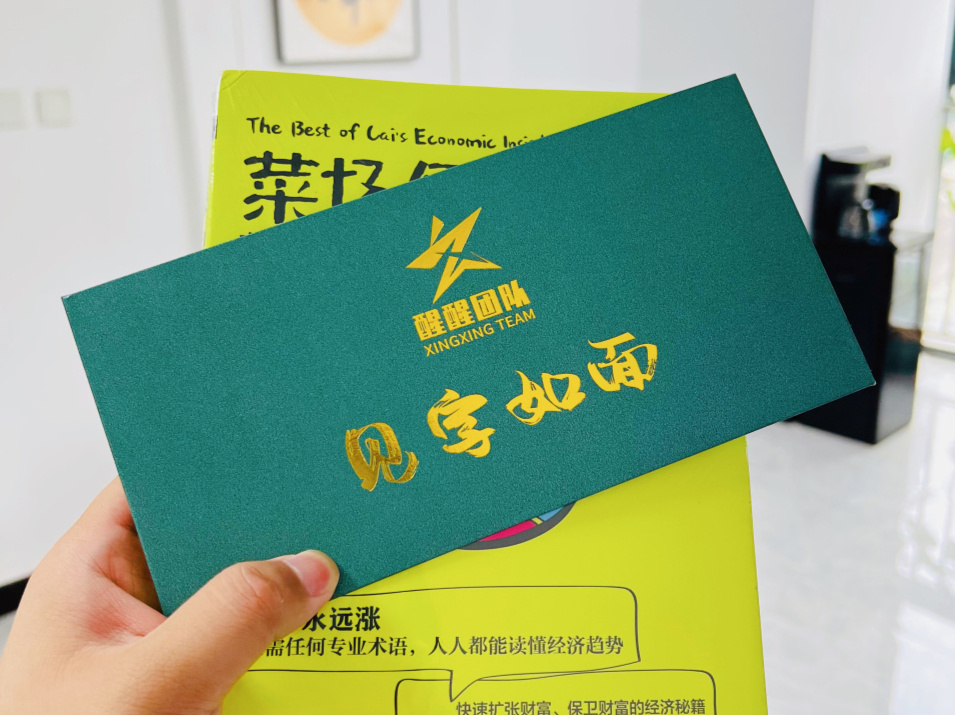 The Best of Cai's Economic
菜场
醒醒团队
XINGXING TEAM
见字如面
永远涨
需任何专业术语，人人都能读懂经济趋势
快速扩张财富、保卫财富的经济秘籍